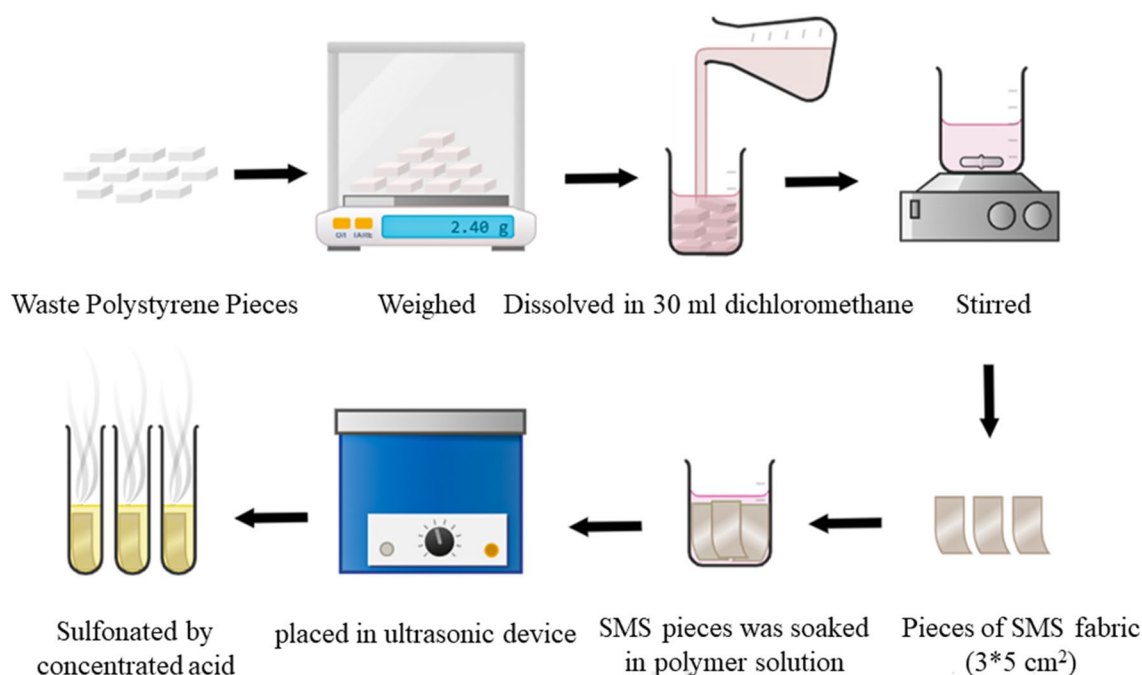 2.40 g
Waste Polystyrene Pieces
Weighed
Dissolved in 30 ml dichloromethane
Stirred
Sulfonated by
concentrated acid
placed in ultrasonic device
SMS pieces was soaked
in polymer solution
Pieces of SMS fabric
(3*5 cm²)